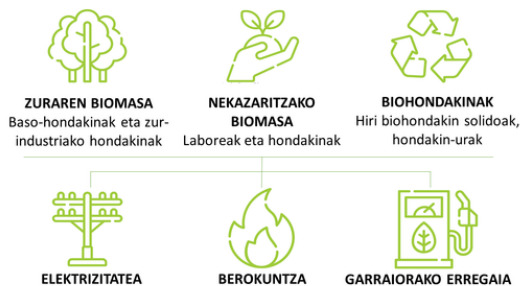 ZURAREN BIOMASA
Baso-hondakinak eta zur-
industriako hondakinak
NEKAZARITZAKO
BIOMASA
Laboreak eta hondakinak
BIOHONDAKINAK
Hiri biohondakin solidoak,
hondakin-urak
ELEKTRIZITATEA
BEROKUNTZA
GARRAIORAKO ERREGAIA